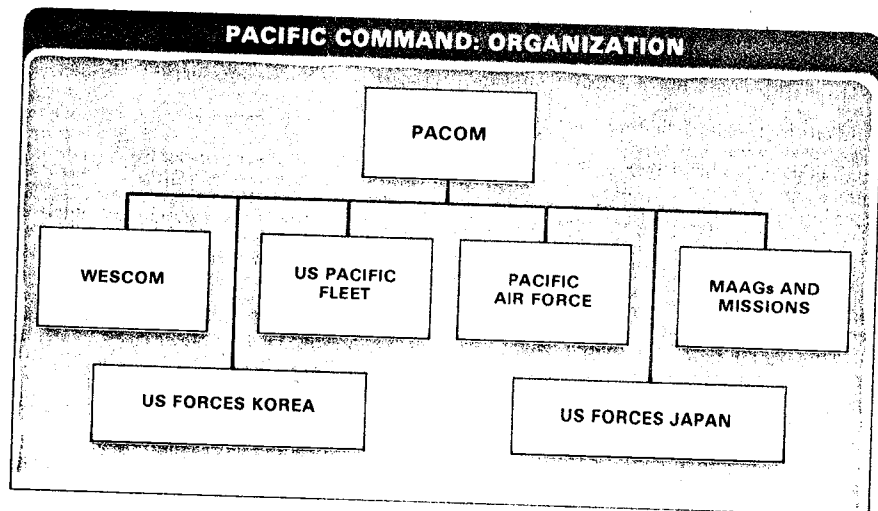 PACIFIC COMMAND: ORGANIZATION
PACOM
WESCOM
US PACIFIC
FLEET
PACIFIC
AIR FORCE
MAAGs AND
MISSIONS
US FORCES KOREA
US FORCES JAPAN